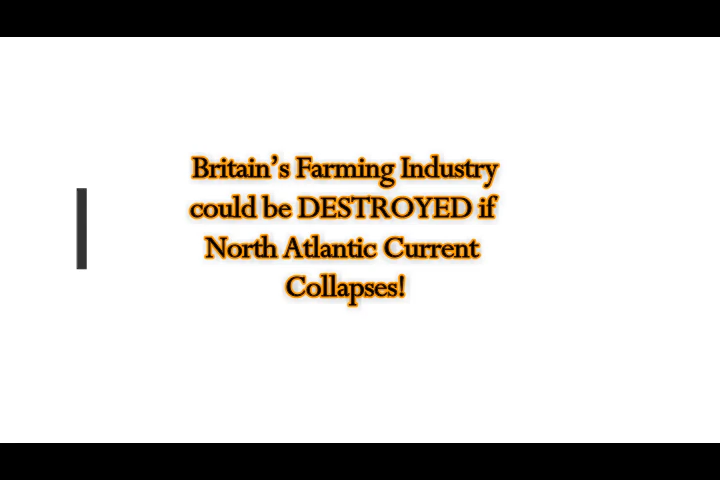 Britain’s Farming Industry
could be DESTROYED if
North Atlantic Current
Collapses!